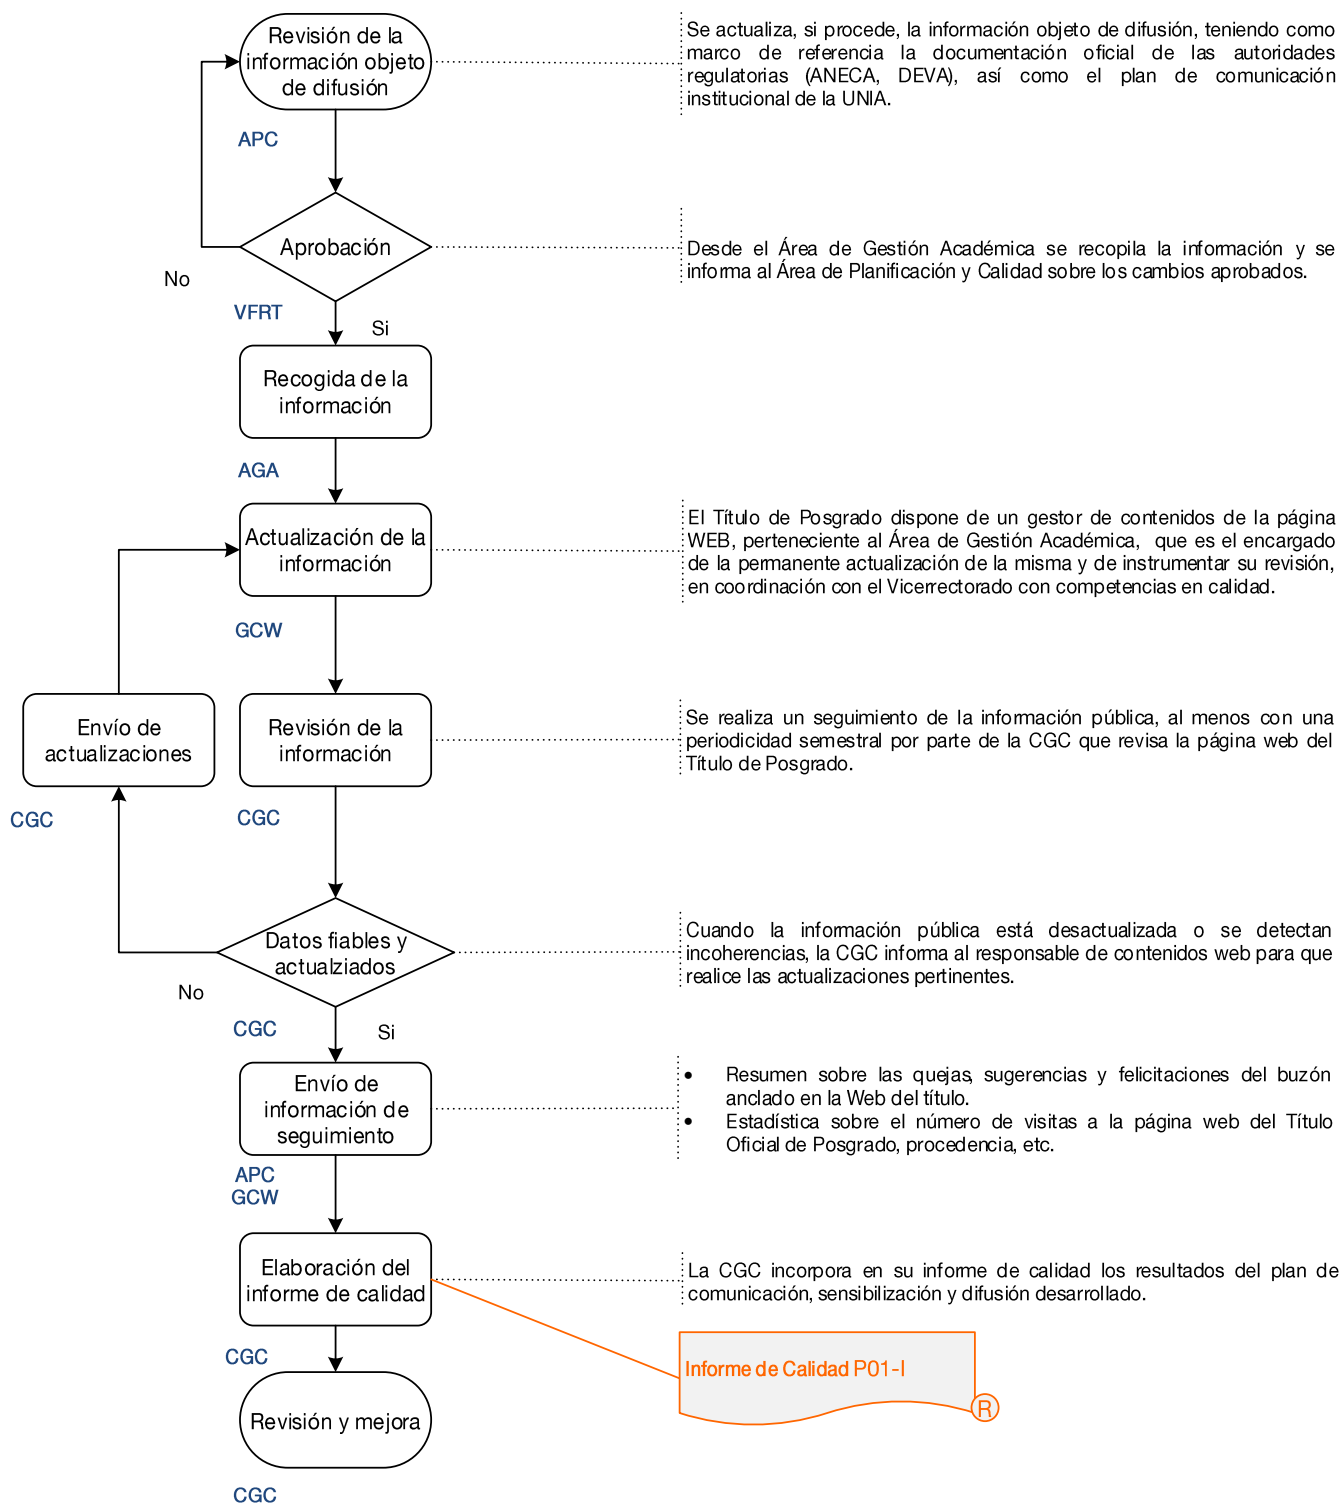 Revisión de la
información objeto
de difusión
Se actualiza, si procede, la información objeto de difusión, teniendo como
marco de referencia la documentación oficial de las autoridades
regulatorias (ANECA, DEVA), así como el plan de comunicación
institucional de la UNIA.
APC
Aprobación
Desde el Área de Gestión Académica se recopila la información y se
informa al Área de Planificación y Calidad sobre los cambios aprobados.
No
VFRT
Si
Recogida de la
información
AGA
Actualización de la
información
El Título de Posgrado dispone de un gestor de contenidos de la página
WEB, perteneciente al Área de Gestión Académica, que es el encargado
de la permanente actualización de la misma y de instrumentar su revisión,
en coordinación con el Vicerrectorado con competencias en calidad.
GCW
Envío de
actualizaciones
Revisión de la
información
Se realiza un seguimiento de la información pública, al menos con una
periodicidad semestral por parte de la CGC que revisa la página web del
Título de Posgrado.
CGC
CGC
Datos fiables y
actualziados
Cuando la información pública está desactualizada o se detectan
incoherencias, la CGC informa al responsable de contenidos web para que
realice las actualizaciones pertinentes.
No
CGC
Si
Envío de
información de
seguimiento
• Resumen sobre las quejas, sugerencias y felicitaciones del buzón
anclado en la Web del título.
• Estadística sobre el número de visitas a la página web del Título
Oficial de Posgrado, procedencia, etc.
APC
GCW
Elaboración del
informe de calidad
La CGC incorpora en su informe de calidad los resultados del plan de
comunicación, sensibilización y difusión desarrollado.
CGC
Informe de Calidad P01-I
R
Revisión y mejora
CGC